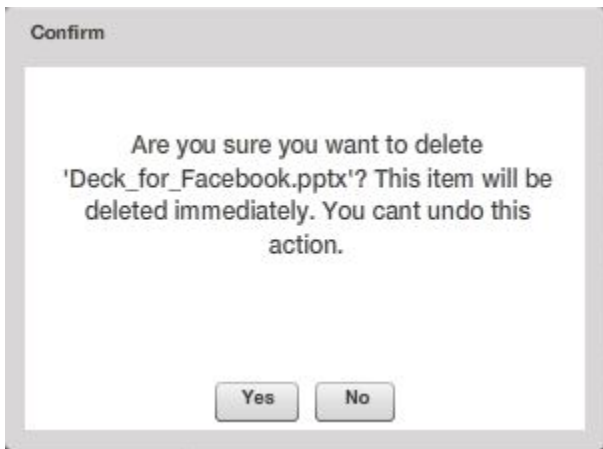 Confirm
Are you sure you want to delete
'Deck_for_Facebook.pptx'? This item will be
deleted immediately. You cant undo this
action.
Yes No